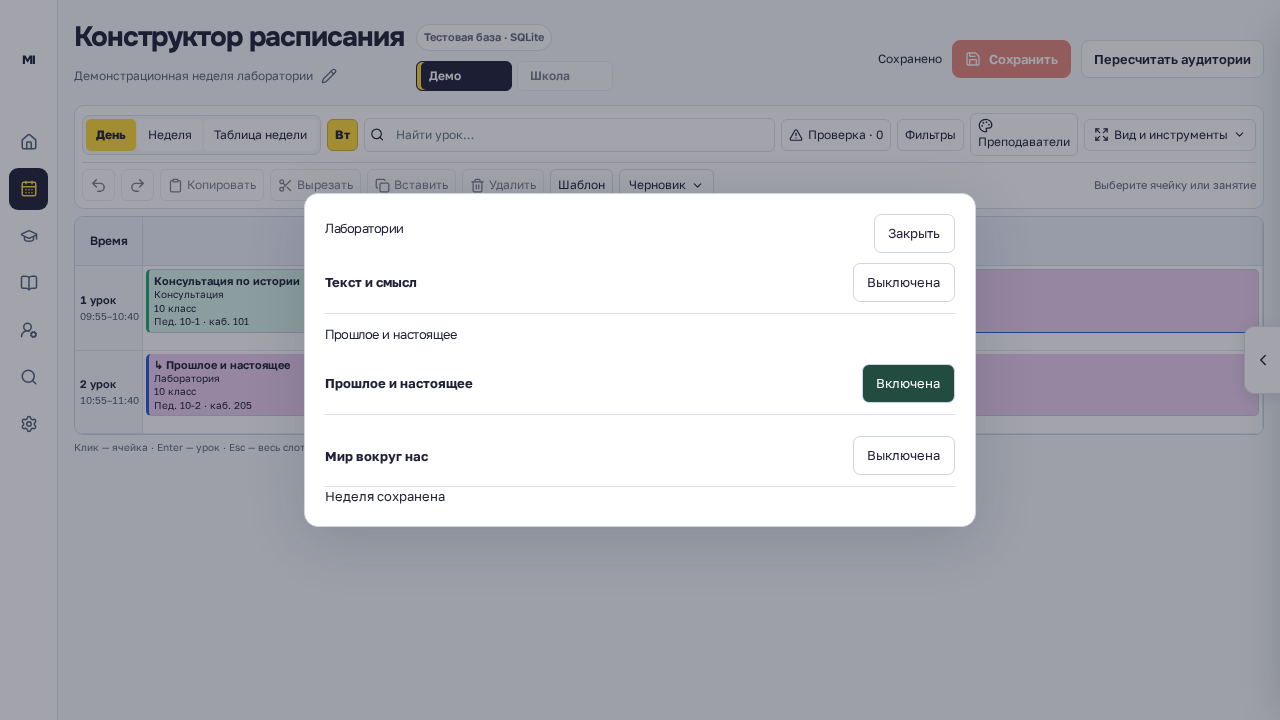 MI
Конструктор расписания
Тестовая база · SQLite
Демонстрационная неделя лаборатории
Демо
Школа
Сохранено
Сохранить
Пересчитать аудитории
День
Неделя
Таблица недели
Вт
Найти урок...
Проверка · 0
Фильтры
Преподаватели
Вид и инструменты
Копировать
Вырезать
Вставить
Удалить
Шаблон
Черновик
Выберите ячейку или занятие
Время
1 урок
09:55–10:40
Консультация по истории
Консультация
10 класс
Пед. 10-1 · каб. 101
2 урок
10:55–11:40
↳ Прошлое и настоящее
Лаборатория
10 класс
Пед. 10-2 · каб. 205
Клик — ячейка · Enter — урок · Esc — весь слот
Лаборатории
Закрыть
Текст и смысл
Выключена
Прошлое и настоящее
Прошлое и настоящее
Включена
Мир вокруг нас
Выключена
Неделя сохранена